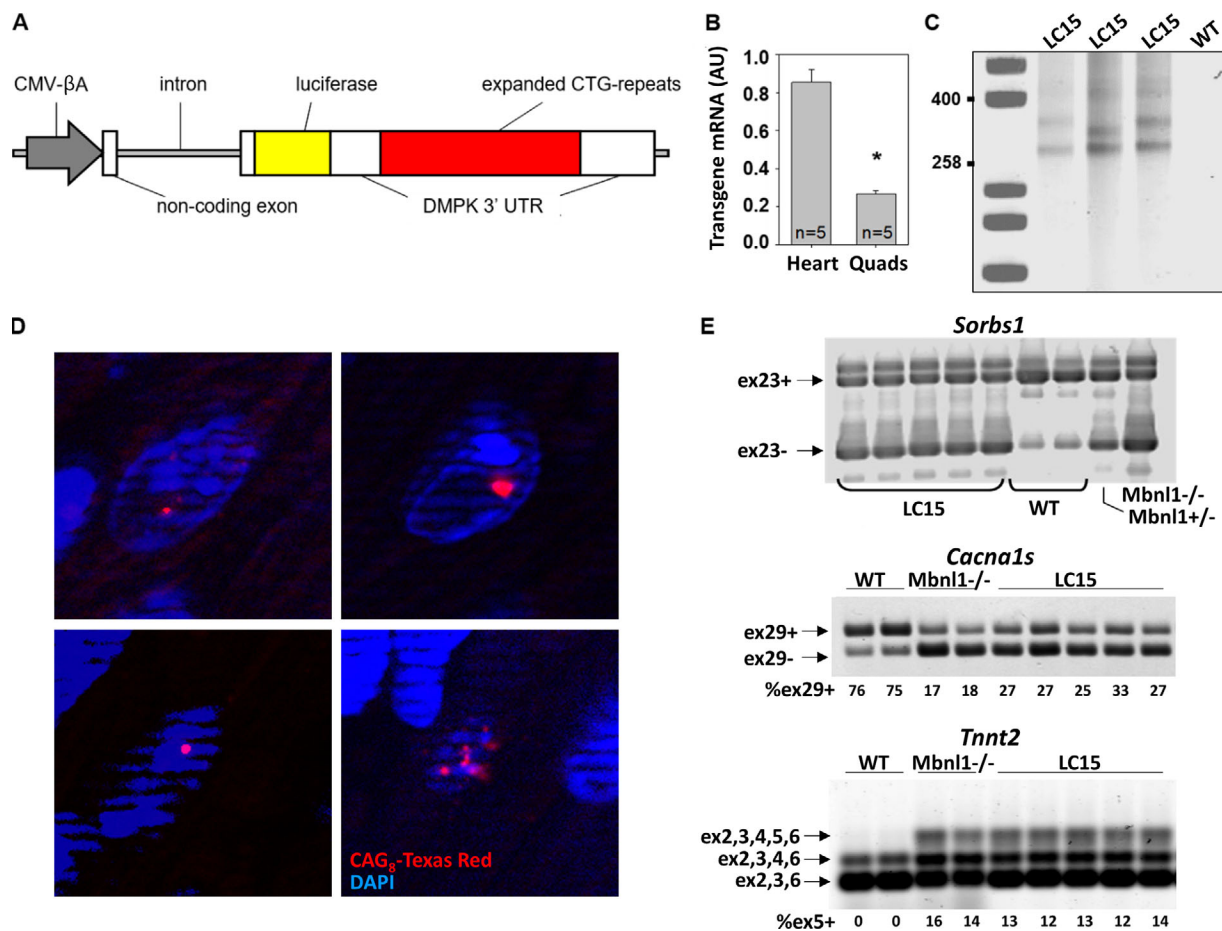 A
CMV-βA
intron
luciferase
expanded CTG-repeats
non-coding exon
DMPK 3' UTR
B
Transgene mRNA (AU)
1.0
0.8
0.6
0.4
0.2
0.0
*
n=5
n=5
Heart
Quads
C
LC15
LC15
LC15
WT
400
258
D
CAG8-Texas Red
DAPI
E
Sorbs1
ex23+
ex23-
LC15
WT
Mbnl1-/-
Mbnl1+/-
Cacna1s
WT Mbnl1-/- LC15
ex29+
ex29-
%ex29+ 76 75 17 18 27 27 25 33 27
Tnnt2
WT Mbnl1-/- LC15
ex2,3,4,5,6
ex2,3,4,6
ex2,3,6
%ex5+ 0 0 16 14 13 12 13 12 14